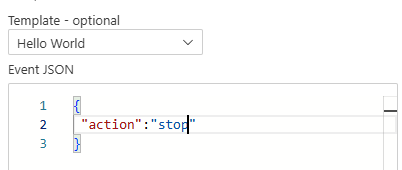 Template - optional
Hello World
Event JSON
1 {
2 "action":"stop"
3 }